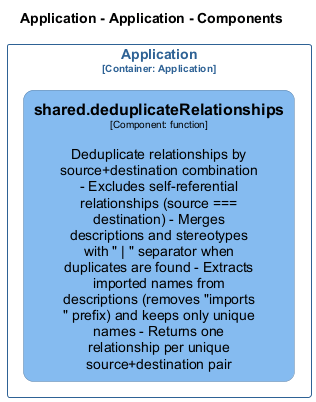 Application - Application - Components
Application
[Container: Application]
shared.deduplicateRelationships
[Component: function]
Deduplicate relationships by
source+destination combination
- Excludes self-referential
relationships (source ===
destination) - Merges
descriptions and stereotypes
with " | " separator when
duplicates are found - Extracts
imported names from
descriptions (removes "imports
" prefix) and keeps only unique
names - Returns one
relationship per unique
source+destination pair